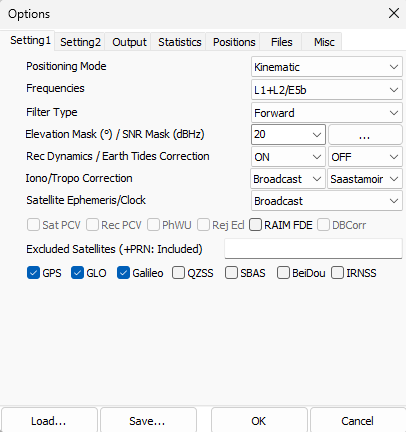 Options
Setting1 Setting2 Output Statistics Positions Files Misc
Positioning Mode Kinematic
Frequencies L1+L2/E5b
Filter Type Forward
Elevation Mask (°) / SNR Mask (dBHz) 20 ...
Rec Dynamics / Earth Tides Correction ON OFF
Iono/Tropo Correction Broadcast Saastamoir
Satellite Ephemeris/Clock Broadcast
Sat PCV Rec PCV PhWU Rej Ecl RAIM FDE DBCorr
Excluded Satellites (+PRN: Included)
GPS GLO Galileo QZSS SBAS BeiDou IRNSS
Load... Save... OK Cancel